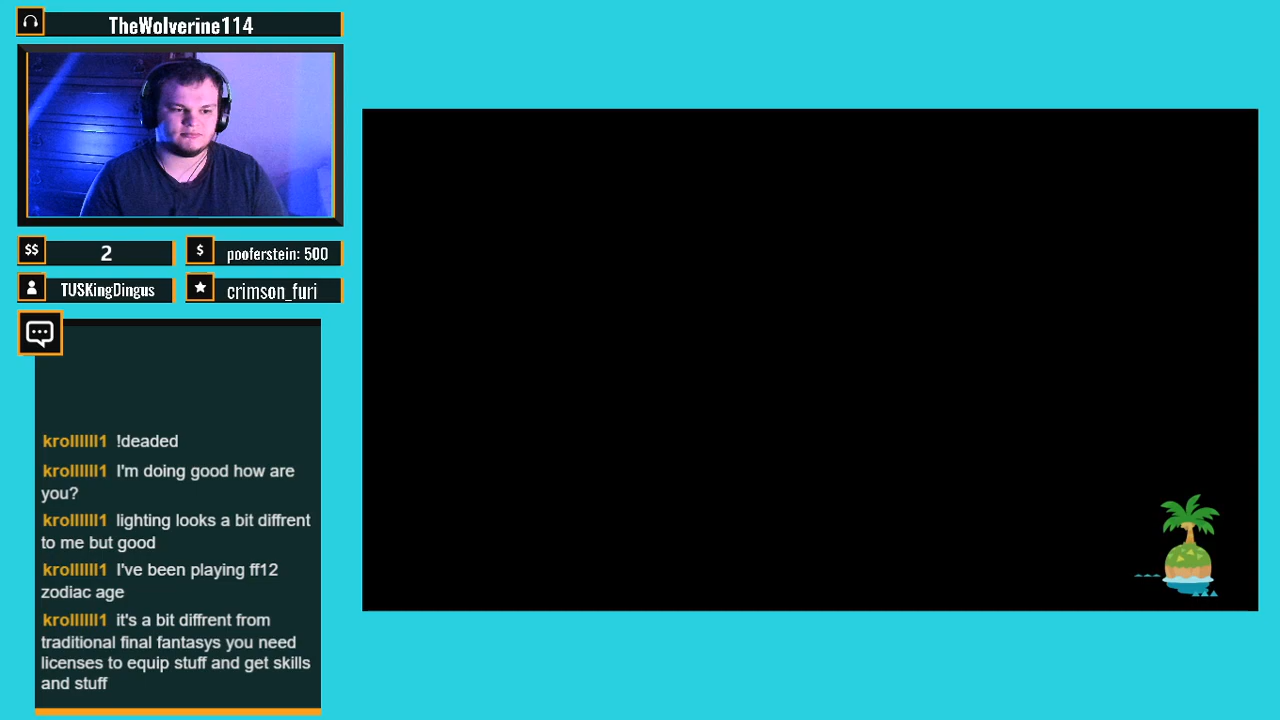 TheWolverine114
$$
2
$
pooferstein: 500
TUSKingDingus
crimson_furi
krollllll1 !deaded
krollllll1 I'm doing good how are
you?
krollllll1 lighting looks a bit diffrent
to me but good
krollllll1 I've been playing ff12
zodiac age
krollllll1 it's a bit diffrent from
traditional final fantasys you need
licenses to equip stuff and get skills
and stuff